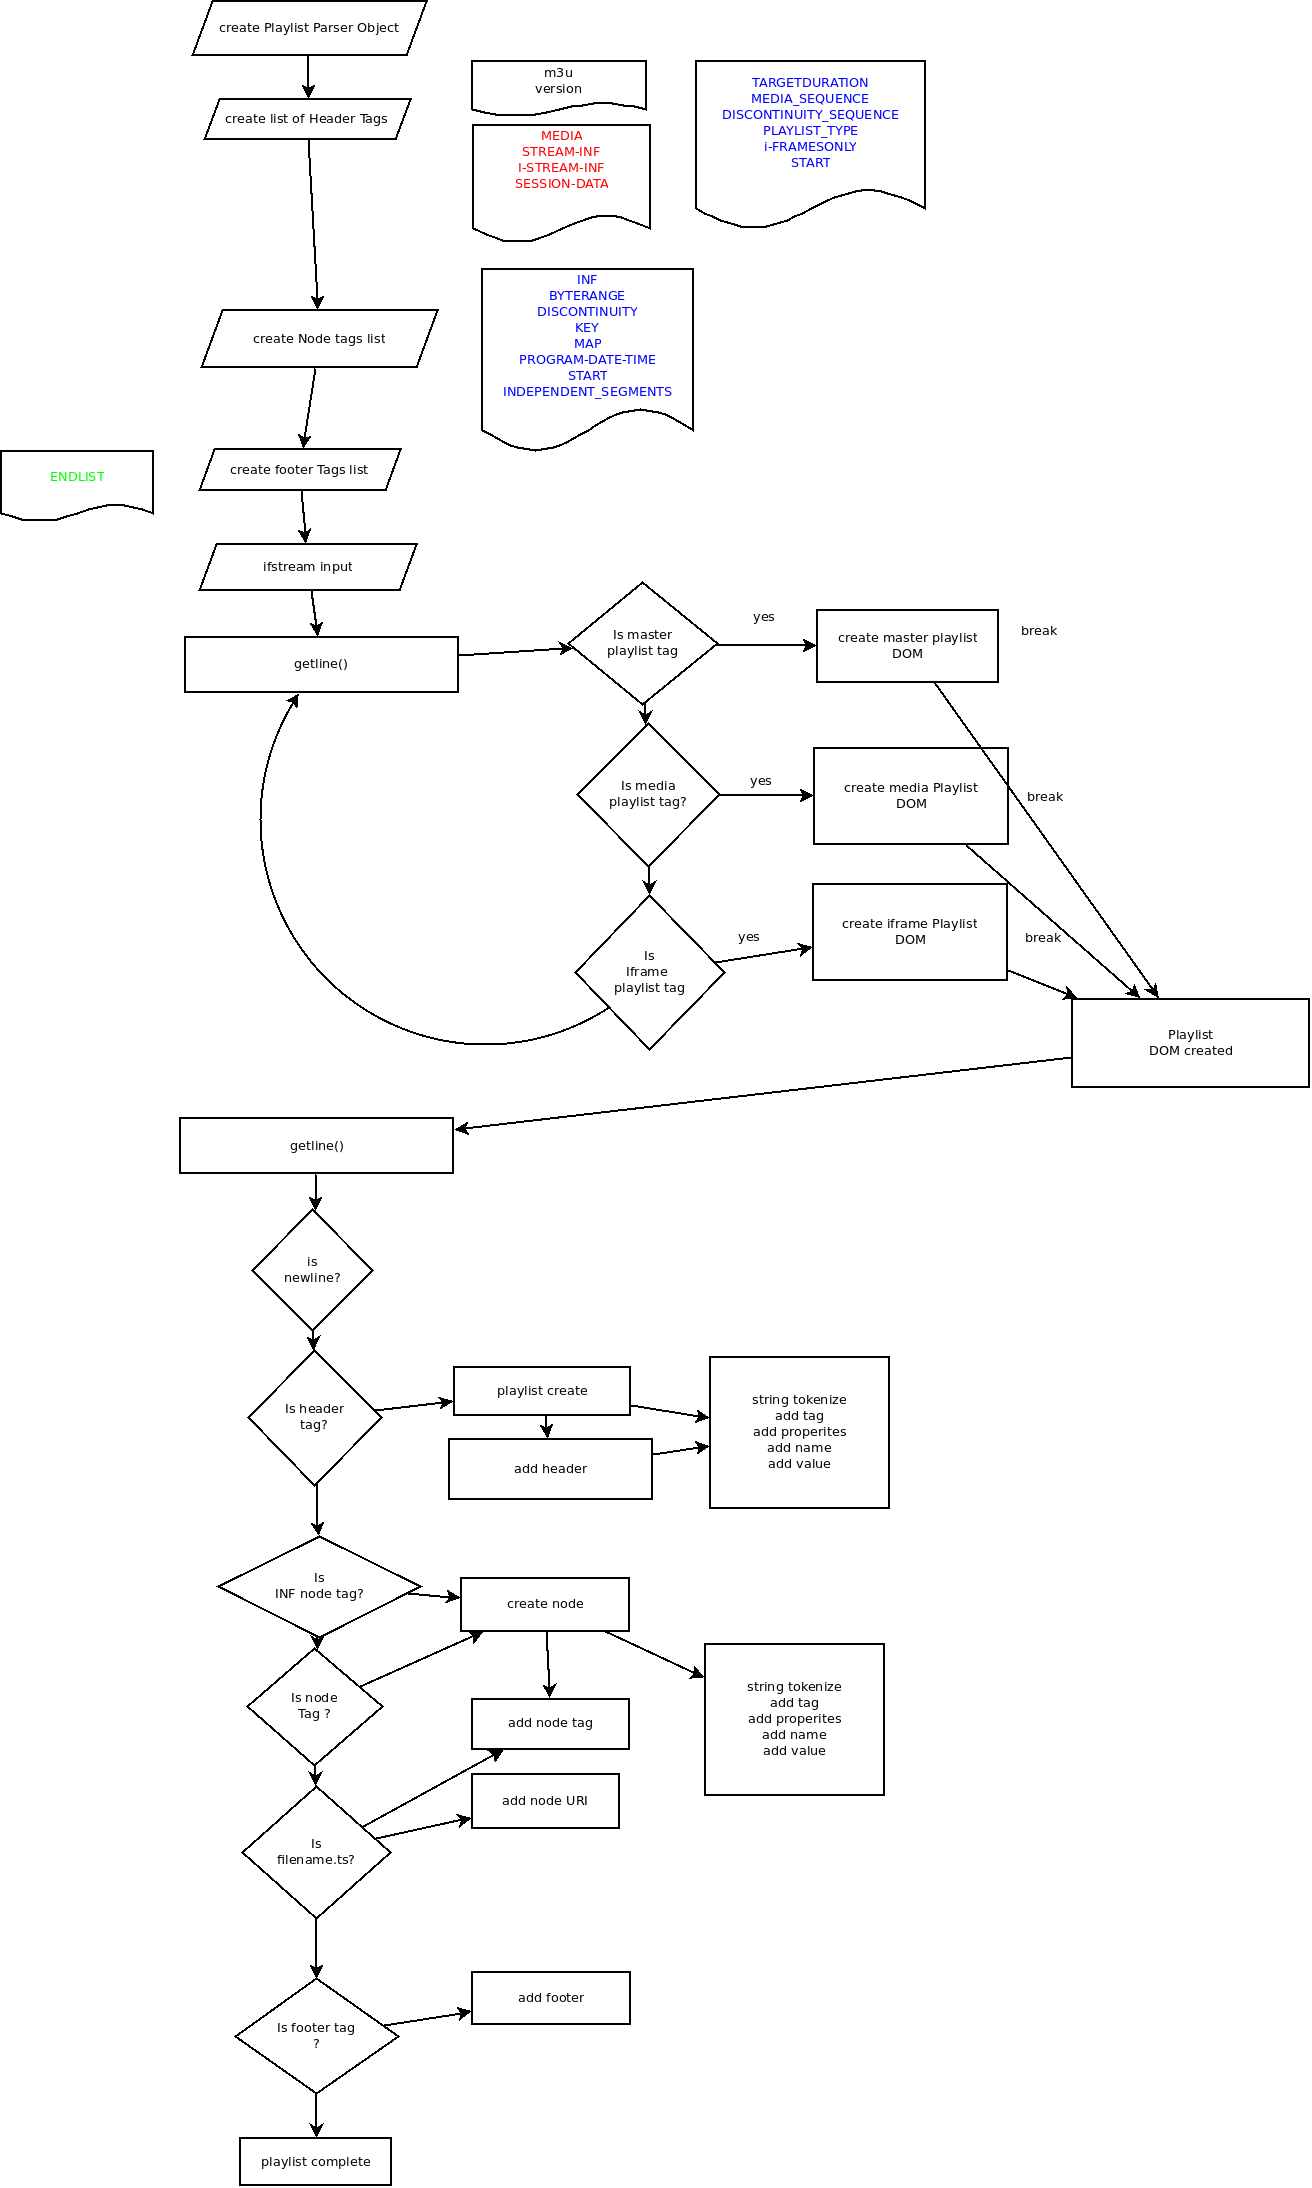 create Playlist Parser Object
m3u
version
create list of Header Tags
TARGETDURATION
MEDIA_SEQUENCE
DISCONTINUITY_SEQUENCE
PLAYLIST_TYPE
i-FRAMESONLY
START
MEDIA
STREAM-INF
I-STREAM-INF
SESSION-DATA
create Node tags list
INF
BYTERANGE
DISCONTINUITY
KEY
MAP
PROGRAM-DATE-TIME
START
INDEPENDENT_SEGMENTS
create footer Tags list
ENDLIST
ifstream input
getline()
Is master
playlist tag
yes
create master playlist
DOM
break
Is media
playlist tag?
yes
create media Playlist
DOM
break
Is
Iframe
playlist tag
yes
create iframe Playlist
DOM
break
Playlist
DOM created
getline()
is
newline?
Is header
tag?
playlist create
add header
string tokenize
add tag
add properites
add name
add value
Is
INF node tag?
create node
Is node
Tag ?
add node tag
string tokenize
add tag
add properites
add name
add value
add node URI
Is
filename.ts?
Is footer tag
?
add footer
playlist complete